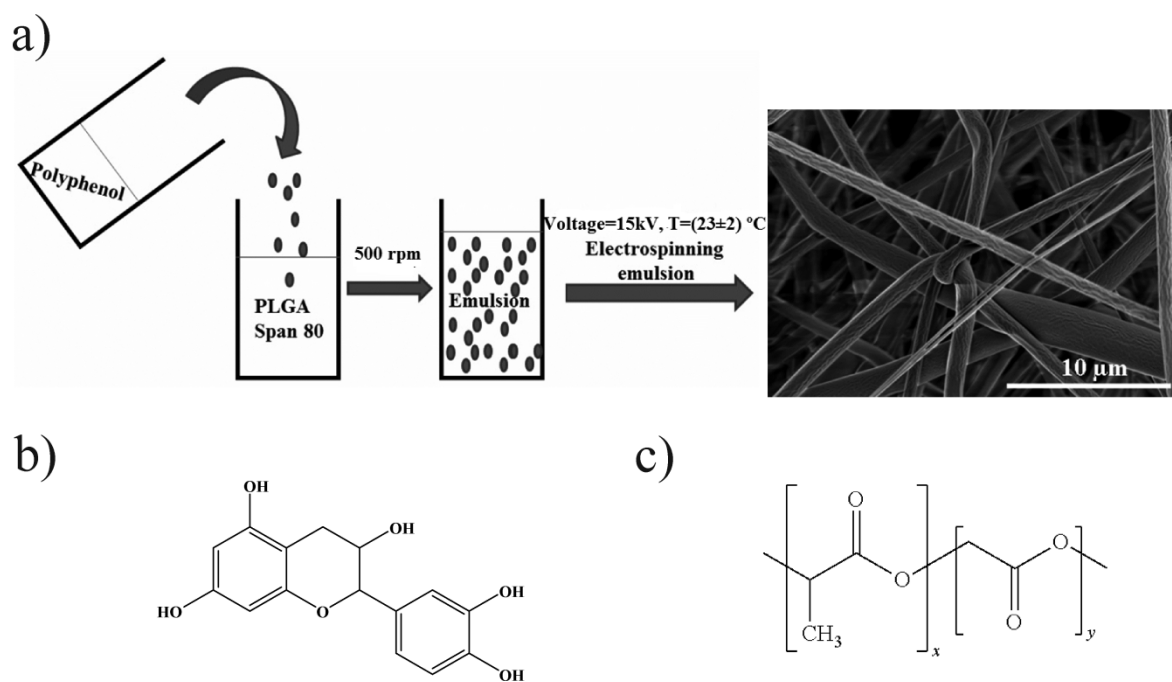 a)
Polyphenol
PLGA
Span 80
500 rpm
Emulsion
Voltage=15kV, T=(23±2) ºC
Electrospinning
emulsion
10 µm
b)
OH
OH
HO
O
OH
OH
c)
O
O
CH3
x
O
O
y